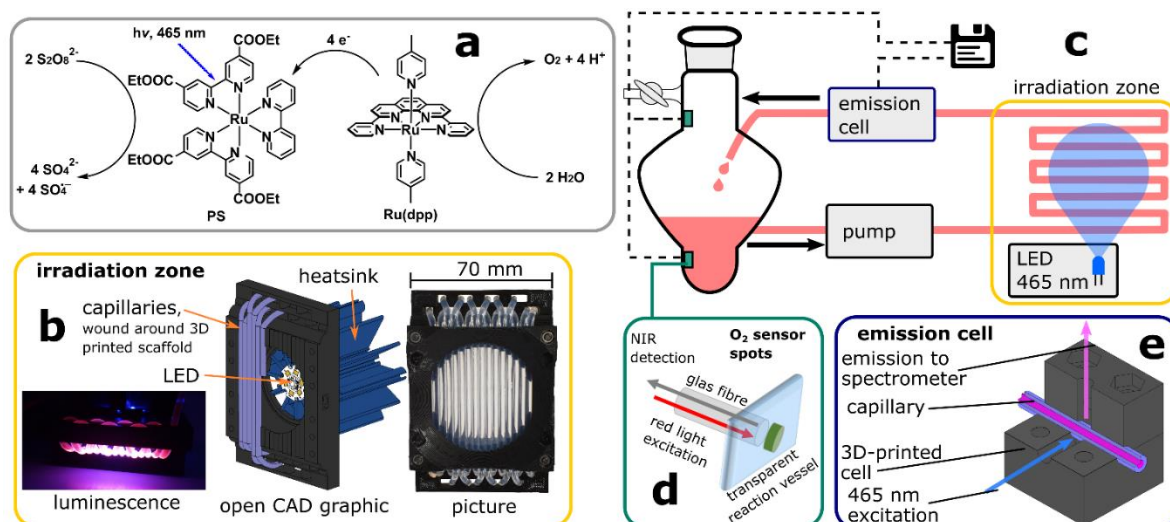 a
hν, 465 nm
COOEt
2 S₂O₈²⁻
COOEt
4 e⁻
O₂ + 4 H⁺
EtOOCC
N
N
N
N
N
N
Ru
EtOOC
4 SO₄²⁻
+ 4 SO₄•⁻
COOEt
COOEt
PS
N
N
N
N
N
N
Ru
Ru(dpp)
2 H₂O
b
irradiation zone
capillaries,
wound around 3D
printed scaffold
LED
heatsink
70 mm
luminescence
open CAD graphic
picture
c
emission
cell
irradiation zone
pump
LED
465 nm
d
NIR
detection
O₂ sensor
spots
glas fibre
red light
excitation
transparent
reaction vessel
e
emission cell
emission to
spectrometer
capillary
3D-printed
cell
465 nm
excitation